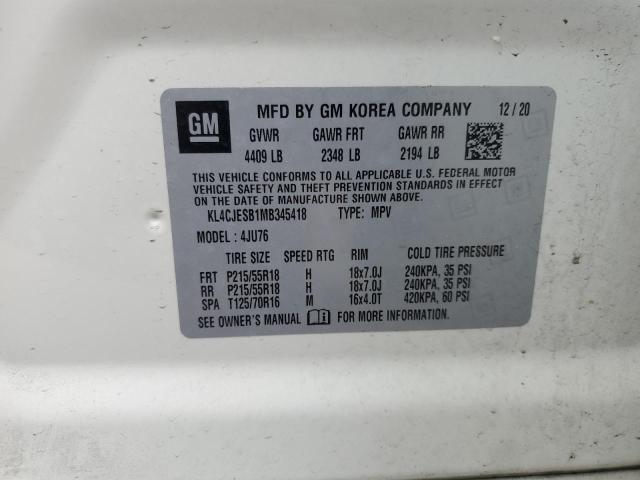 GM
MFD BY GM KOREA COMPANY 12 / 20
GVWR GAWR FRT GAWR RR
4409 LB 2348 LB 2194 LB
THIS VEHICLE CONFORMS TO ALL APPLICABLE U.S. FEDERAL MOTOR
VEHICLE SAFETY AND THEFT PREVENTION STANDARDS IN EFFECT
ON THE DATE OF MANUFACTURE SHOWN ABOVE.
KL4CJESB1MB345418 TYPE: MPV
MODEL : 4JU76
TIRE SIZE SPEED RTG RIM COLD TIRE PRESSURE
FRT P215/55R18 H 18x7.0J 240KPA, 35 PSI
RR P215/55R18 H 18x7.0J 240KPA, 35 PSI
SPA T125/70R16 M 16x4.0T 420KPA, 60 PSI
SEE OWNER'S MANUAL FOR MORE INFORMATION.